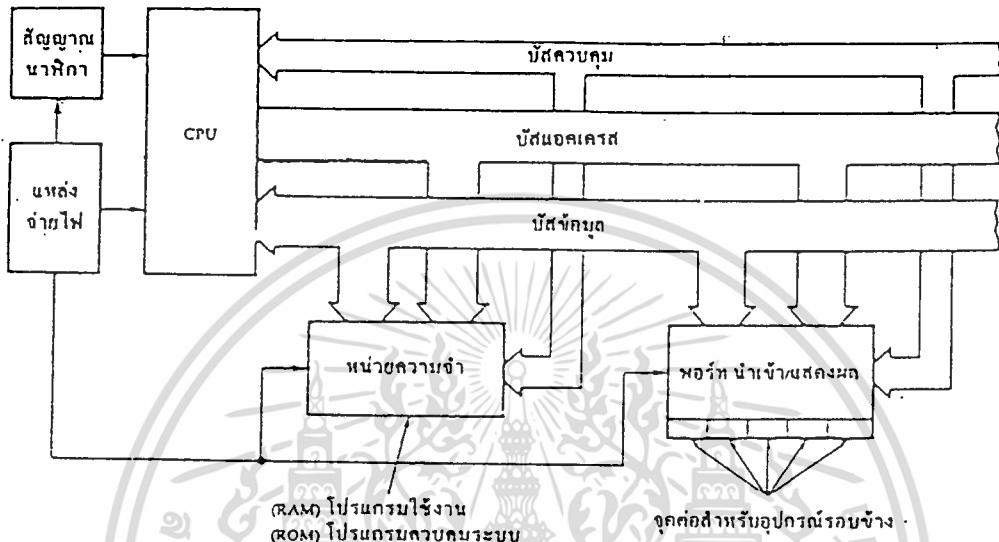 สัญญาณ
นาฬิกา
CPU
บัสควบคุม
บัสแอดเดรส
แหล่ง
จ่ายไฟ
บัสข้อมูล
หน่วยความจำ
พอร์ท นำเข้า/แสดงผล
(RAM) โปรแกรมใช้งาน
(ROM) โปรแกรมควบคุมระบบ
จุดต่อสำหรับอุปกรณ์รอบข้าง